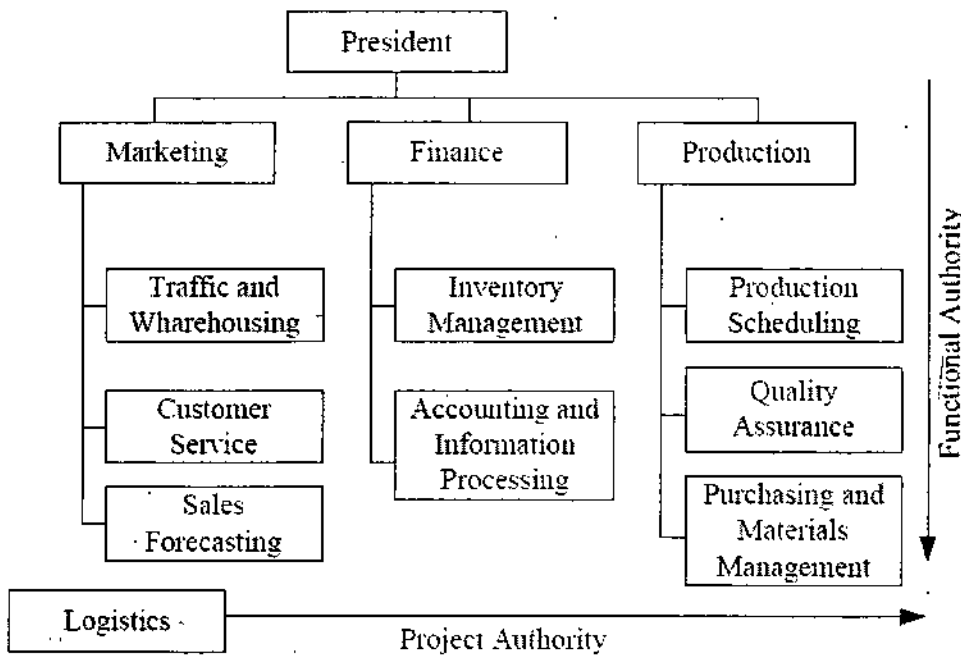 President
Marketing
Finance
Production
Traffic and
Wharehousing
Inventory
Management
Production
Scheduling
Customer
Service
Accounting and
Information
Processing
Quality
Assurance
Sales
Forecasting
Purchasing and
Materials
Management
Functional Authority
Logistics
Project Authority